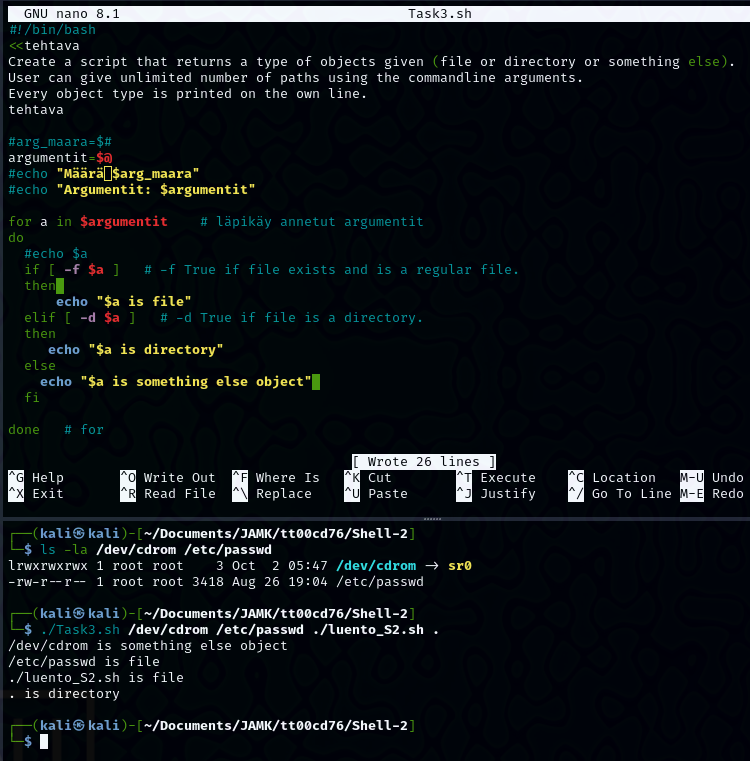 GNU nano 8.1 Task3.sh
#!/bin/bash
<<tehtava
Create a script that returns a type of objects given (file or directory or something else).
User can give unlimited number of paths using the commandline arguments.
Every object type is printed on the own line.
tehtava
#arg_maara=$#
argumentit=$@
#echo "Määrä $arg_maara"
#echo "Argumentit: $argumentit"
for a in $argumentit    # läpikäy annetut argumentit
do
  #echo $a
  if [ -f $a ]   # -f True if file exists and is a regular file.
  then
      echo "$a is file"
  elif [ -d $a ]   # -d True if file is a directory.
  then
     echo "$a is directory"
  else
    echo "$a is something else object"
  fi
done   # for
[ Wrote 26 lines ]
^G Help ^O Write Out ^F Where Is ^K Cut ^T Execute ^C Location M-U Undo
^X Exit ^R Read File ^\ Replace ^U Paste ^J Justify ^/ Go To Line M-E Redo
┌──(kali㉿kali)-[~/Documents/JAMK/tt00cd76/Shell-2]
└─$ ls -la /dev/cdrom /etc/passwd
lrwxrwxrwx 1 root root    3 Oct  2 05:47 /dev/cdrom -> sr0
-rw-r--r-- 1 root root 3418 Aug 26 19:04 /etc/passwd
┌──(kali㉿kali)-[~/Documents/JAMK/tt00cd76/Shell-2]
└─$ ./Task3.sh /dev/cdrom /etc/passwd ./luento_S2.sh .
/dev/cdrom is something else object
/etc/passwd is file
./luento_S2.sh is file
. is directory
┌──(kali㉿kali)-[~/Documents/JAMK/tt00cd76/Shell-2]
└─$